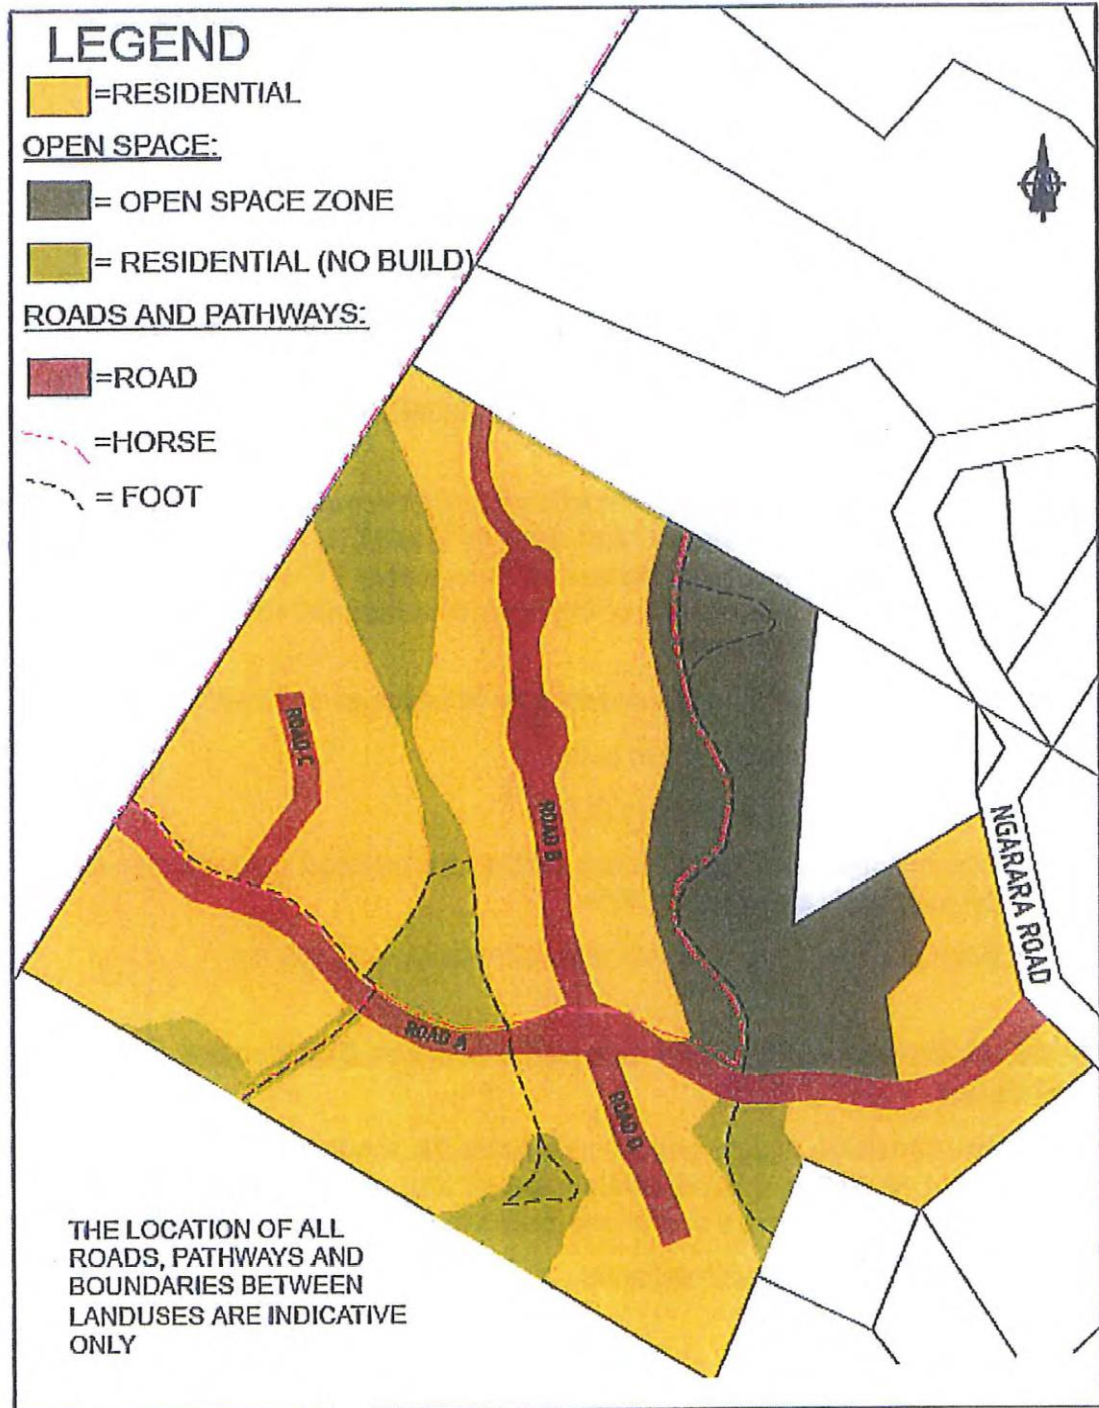 LEGEND
=RESIDENTIAL
OPEN SPACE:
= OPEN SPACE ZONE
= RESIDENTIAL (NO BUILD)
ROADS AND PATHWAYS:
=ROAD
=HORSE
= FOOT
ROAD C
ROAD B
NGARARA ROAD
ROAD A
ROAD D
THE LOCATION OF ALL
ROADS, PATHWAYS AND
BOUNDARIES BETWEEN
LANDUSES ARE INDICATIVE
ONLY